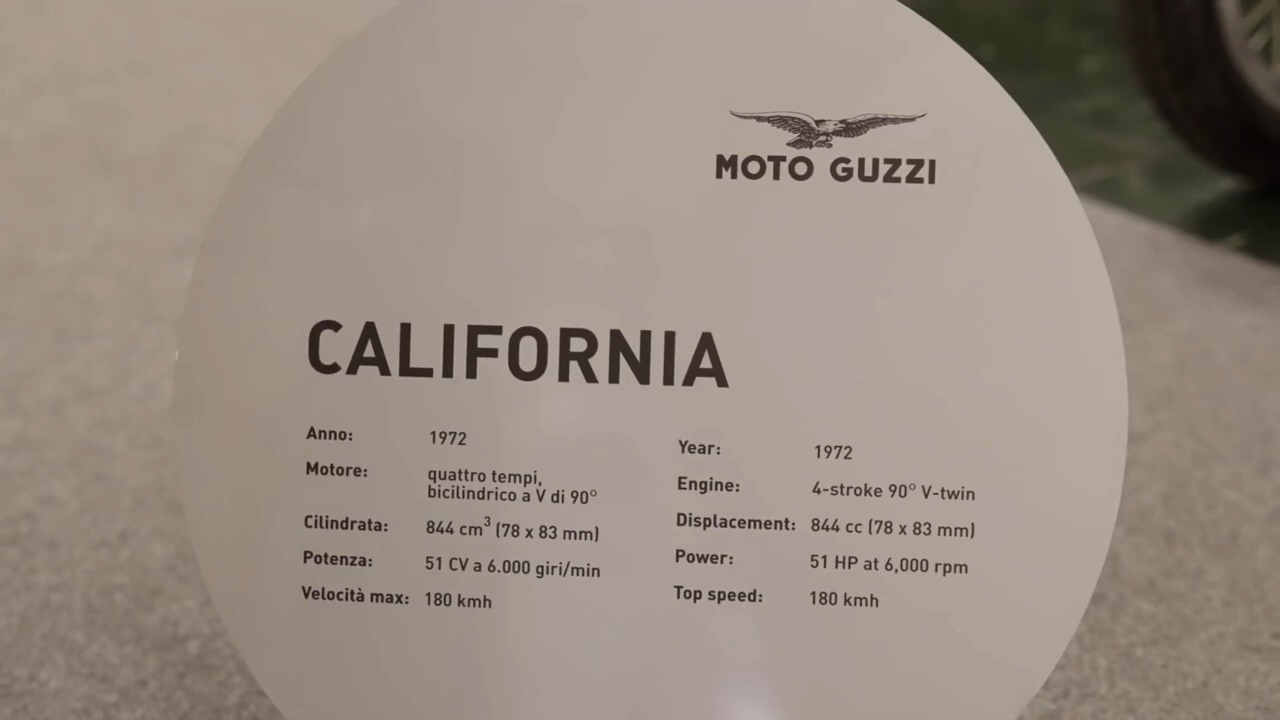 MOTO GUZZI
CALIFORNIA
Anno: 1972
Motore: quattro tempi,
bicilindrico a V di 90°
Cilindrata: 844 cm³ (78 x 83 mm)
Potenza: 51 CV a 6.000 giri/min
Velocità max: 180 kmh
Year: 1972
Engine: 4-stroke 90° V-twin
Displacement: 844 cc (78 x 83 mm)
Power: 51 HP at 6,000 rpm
Top speed: 180 kmh